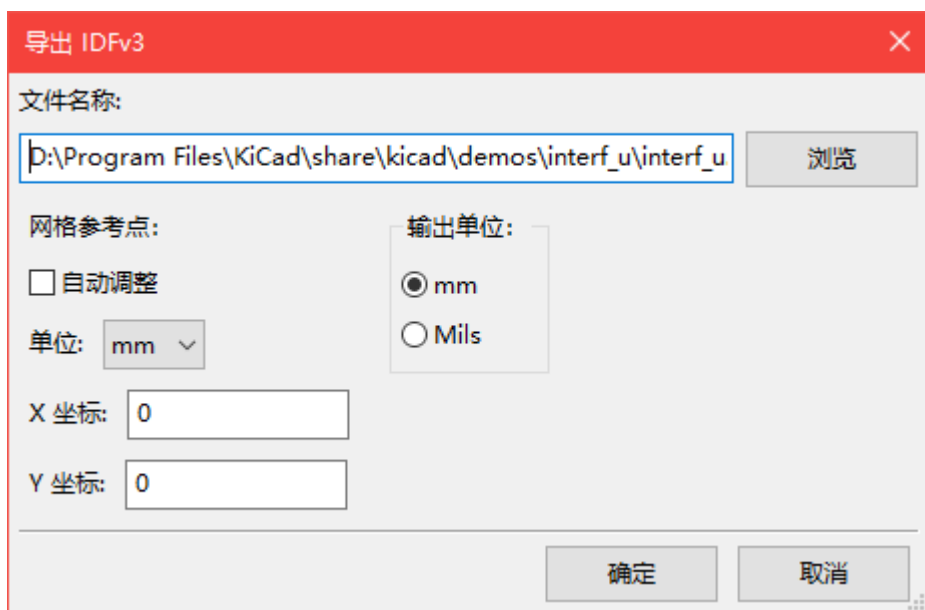 导出 IDFv3
文件名称:
D:\Program Files\KiCad\share\kicad\demos\interf_u\interf_u
浏览
网格参考点:
输出单位:
自动调整
mm
单位: mm
Mils
X 坐标: 0
Y 坐标: 0
确定
取消